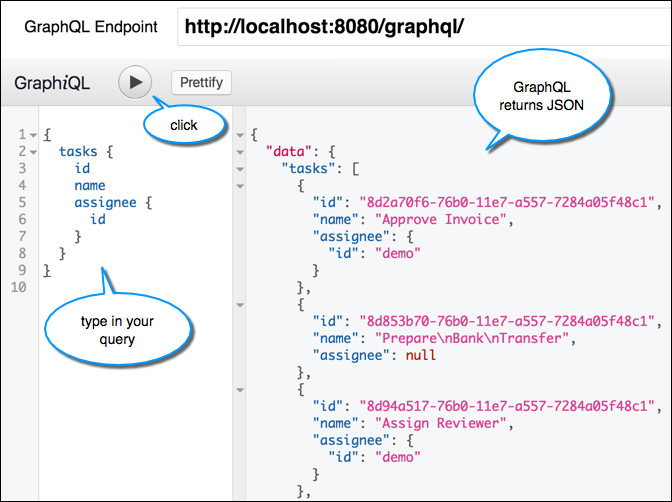 GraphQL Endpoint
http://localhost:8080/graphql/
GraphiQL
Prettify
click
GraphQL
returns JSON
1 {
2 tasks {
3 id
4 name
5 assignee {
6 id
7 }
8 }
9 }
10
type in your
query
{
"data": {
"tasks": [
{
"id": "8d2a70f6-76b0-11e7-a557-7284a05f48c1",
"name": "Approve Invoice",
"assignee": {
"id": "demo"
}
},
{
"id": "8d853b70-76b0-11e7-a557-7284a05f48c1",
"name": "Prepare\nBank\nTransfer",
"assignee": null
},
{
"id": "8d94a517-76b0-11e7-a557-7284a05f48c1",
"name": "Assign Reviewer",
"assignee": {
"id": "demo"
}
},